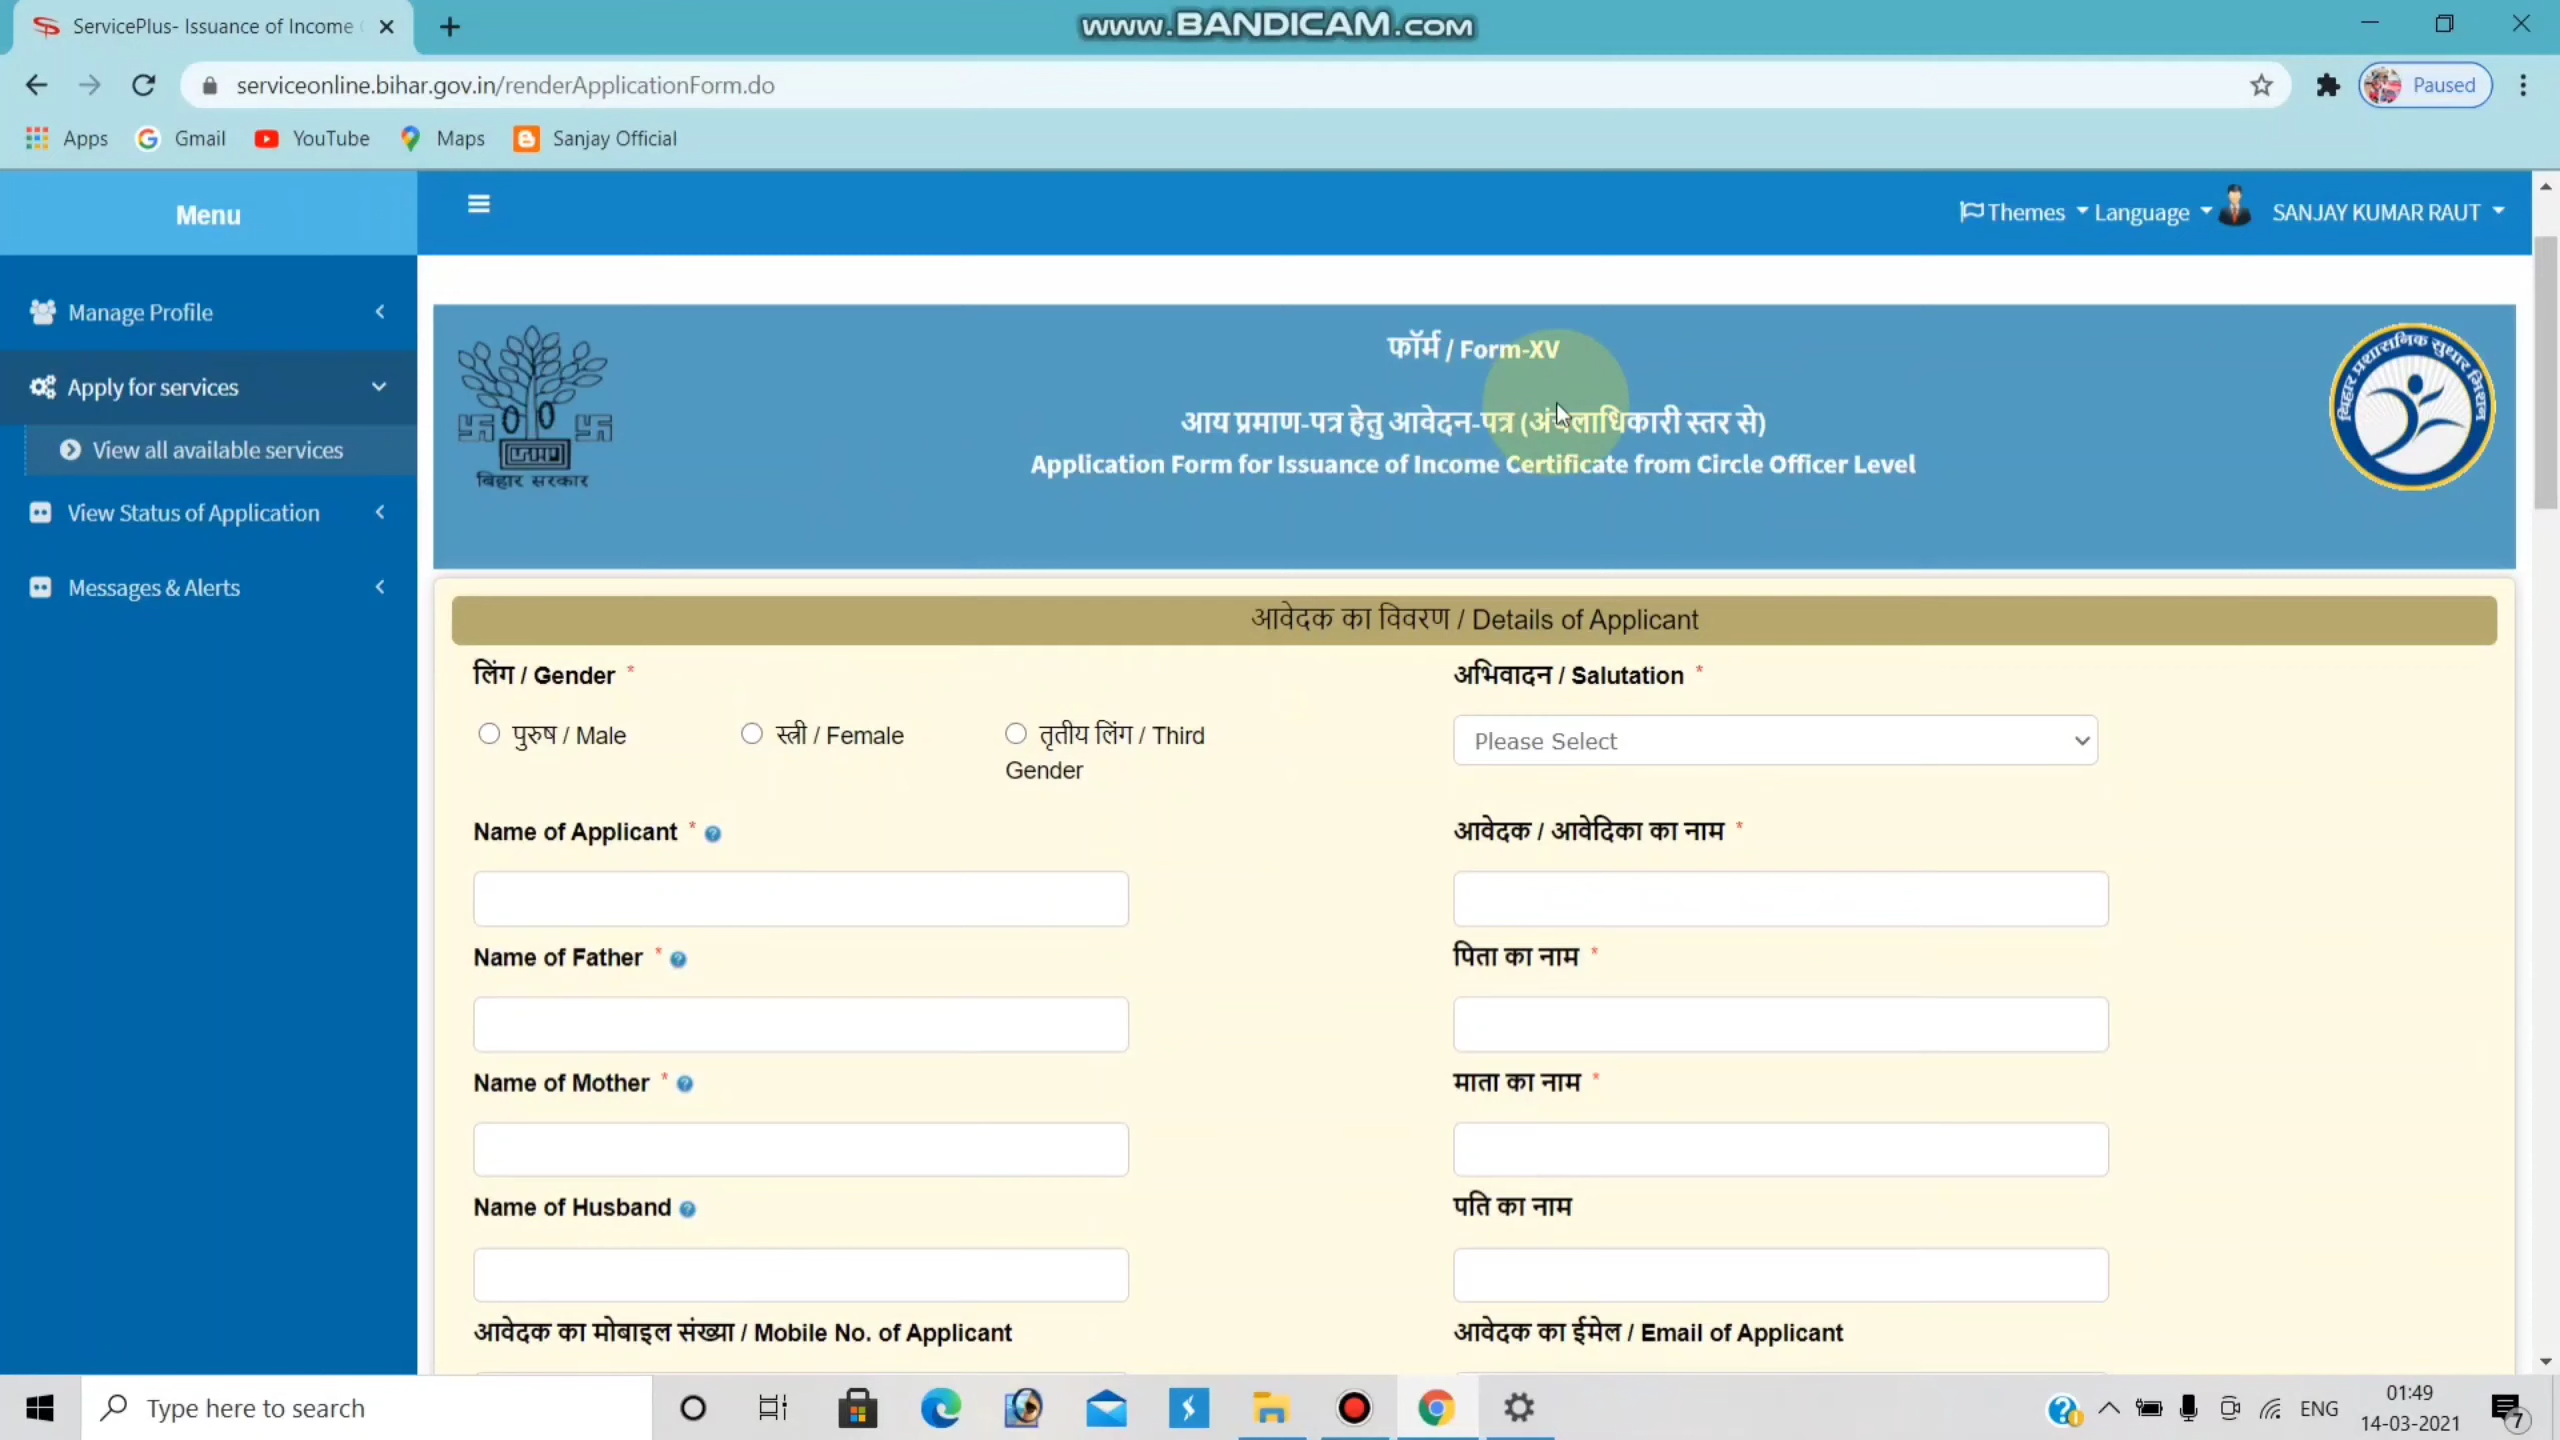 ServicePlus- Issuance of Income
www.BANDICAM.com
serviceonline.bihar.gov.in/renderApplicationForm.do
Paused
Apps
Gmail
YouTube
Maps
Sanjay Official
Menu
Themes
Language
SANJAY KUMAR RAUT
Manage Profile
Apply for services
View all available services
View Status of Application
Messages & Alerts
बिहार सरकार
फॉर्म / Form-XV
आय प्रमाण-पत्र हेतु आवेदन-पत्र (अंचलाधिकारी स्तर से)
Application Form for Issuance of Income Certificate from Circle Officer Level
बिहार प्रशासनिक सुधार मिशन
आवेदक का विवरण / Details of Applicant
लिंग / Gender *
अभिवादन / Salutation *
पुरुष / Male
स्त्री / Female
तृतीय लिंग / Third
Gender
Please Select
Name of Applicant *
आवेदक / आवेदिका का नाम *
Name of Father *
पिता का नाम *
Name of Mother *
माता का नाम *
Name of Husband
पति का नाम
आवेदक का मोबाइल संख्या / Mobile No. of Applicant
आवेदक का ईमेल / Email of Applicant
Type here to search
ENG
01:49
14-03-2021
7